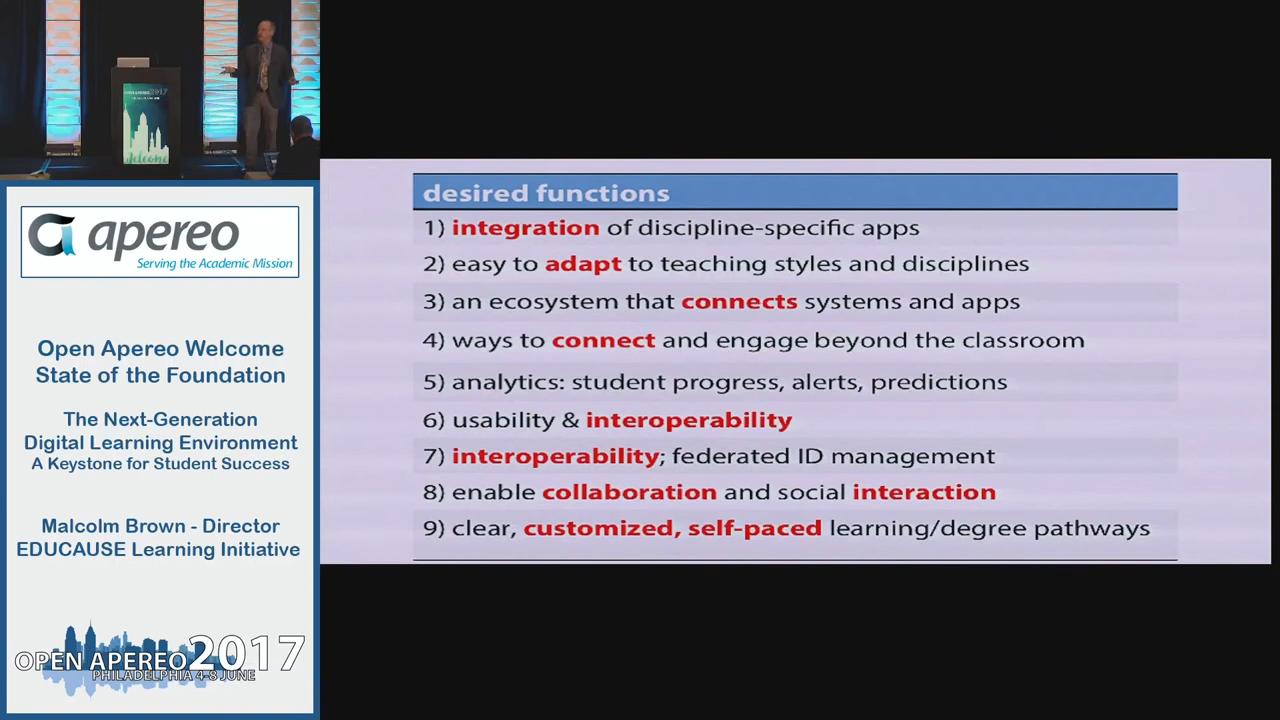 OPEN APEREO 2017
Welcome
apereo
Serving the Academic Mission
Open Apereo Welcome
State of the Foundation
The Next-Generation
Digital Learning Environment
A Keystone for Student Success
Malcolm Brown - Director
EDUCAUSE Learning Initiative
OPEN APEREO 2017
PHILADELPHIA 4-8 JUNE
desired functions
1) integration of discipline-specific apps
2) easy to adapt to teaching styles and disciplines
3) an ecosystem that connects systems and apps
4) ways to connect and engage beyond the classroom
5) analytics: student progress, alerts, predictions
6) usability & interoperability
7) interoperability; federated ID management
8) enable collaboration and social interaction
9) clear, customized, self-paced learning/degree pathways